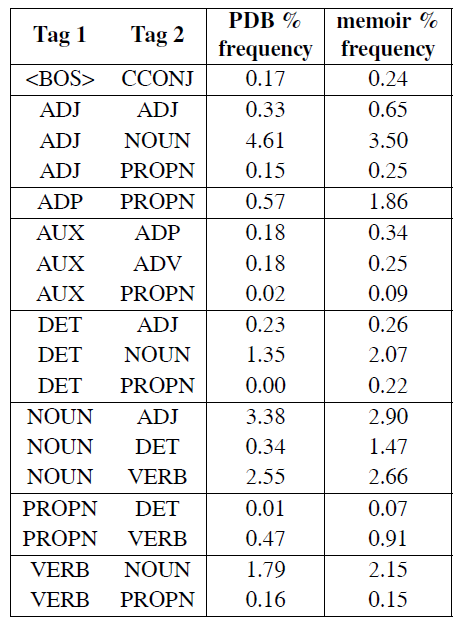 Tag 1 Tag 2 PDB % frequency memoir % frequency
<BOS> CCONJ 0.17 0.24
ADJ ADJ 0.33 0.65
ADJ NOUN 4.61 3.50
ADJ PROPN 0.15 0.25
ADP PROPN 0.57 1.86
AUX ADP 0.18 0.34
AUX ADV 0.18 0.25
AUX PROPN 0.02 0.09
DET ADJ 0.23 0.26
DET NOUN 1.35 2.07
DET PROPN 0.00 0.22
NOUN ADJ 3.38 2.90
NOUN DET 0.34 1.47
NOUN VERB 2.55 2.66
PROPN DET 0.01 0.07
PROPN VERB 0.47 0.91
VERB NOUN 1.79 2.15
VERB PROPN 0.16 0.15